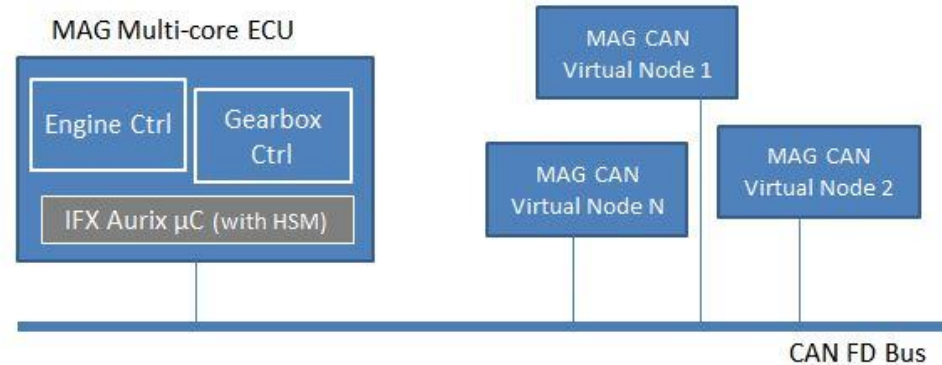 MAG Multi-core ECU
Engine Ctrl
Gearbox
Ctrl
IFX Aurix µC (with HSM)
MAG CAN
Virtual Node 1
MAG CAN
Virtual Node N
MAG CAN
Virtual Node 2
CAN FD Bus